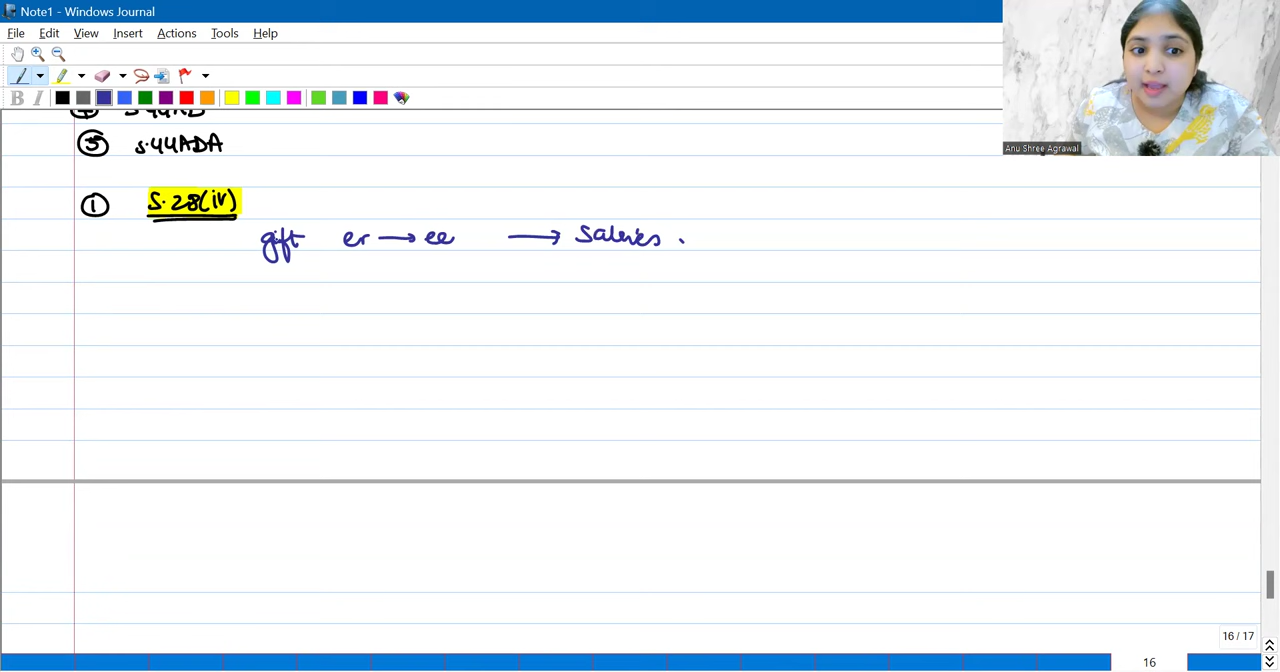 Note1 - Windows Journal
File Edit View Insert Actions Tools Help
B I
Anu Shree Agrawal
5 S.44ADA
1 S.28(iv)
gift er → ee → Salaries .
16 / 17
16